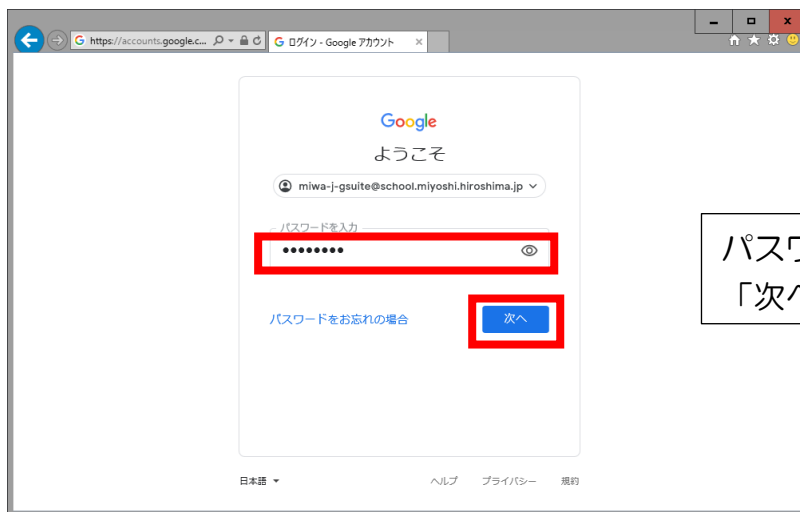 https://accounts.google.c...
ログイン - Google アカウント
Google
ようこそ
miwa-j-gsuite@school.miyoshi.hiroshima.jp
パスワードを入力
••••••••
パスワードをお忘れの場合
次へ
パスワ
「次へ
日本語
ヘルプ プライバシー 規約